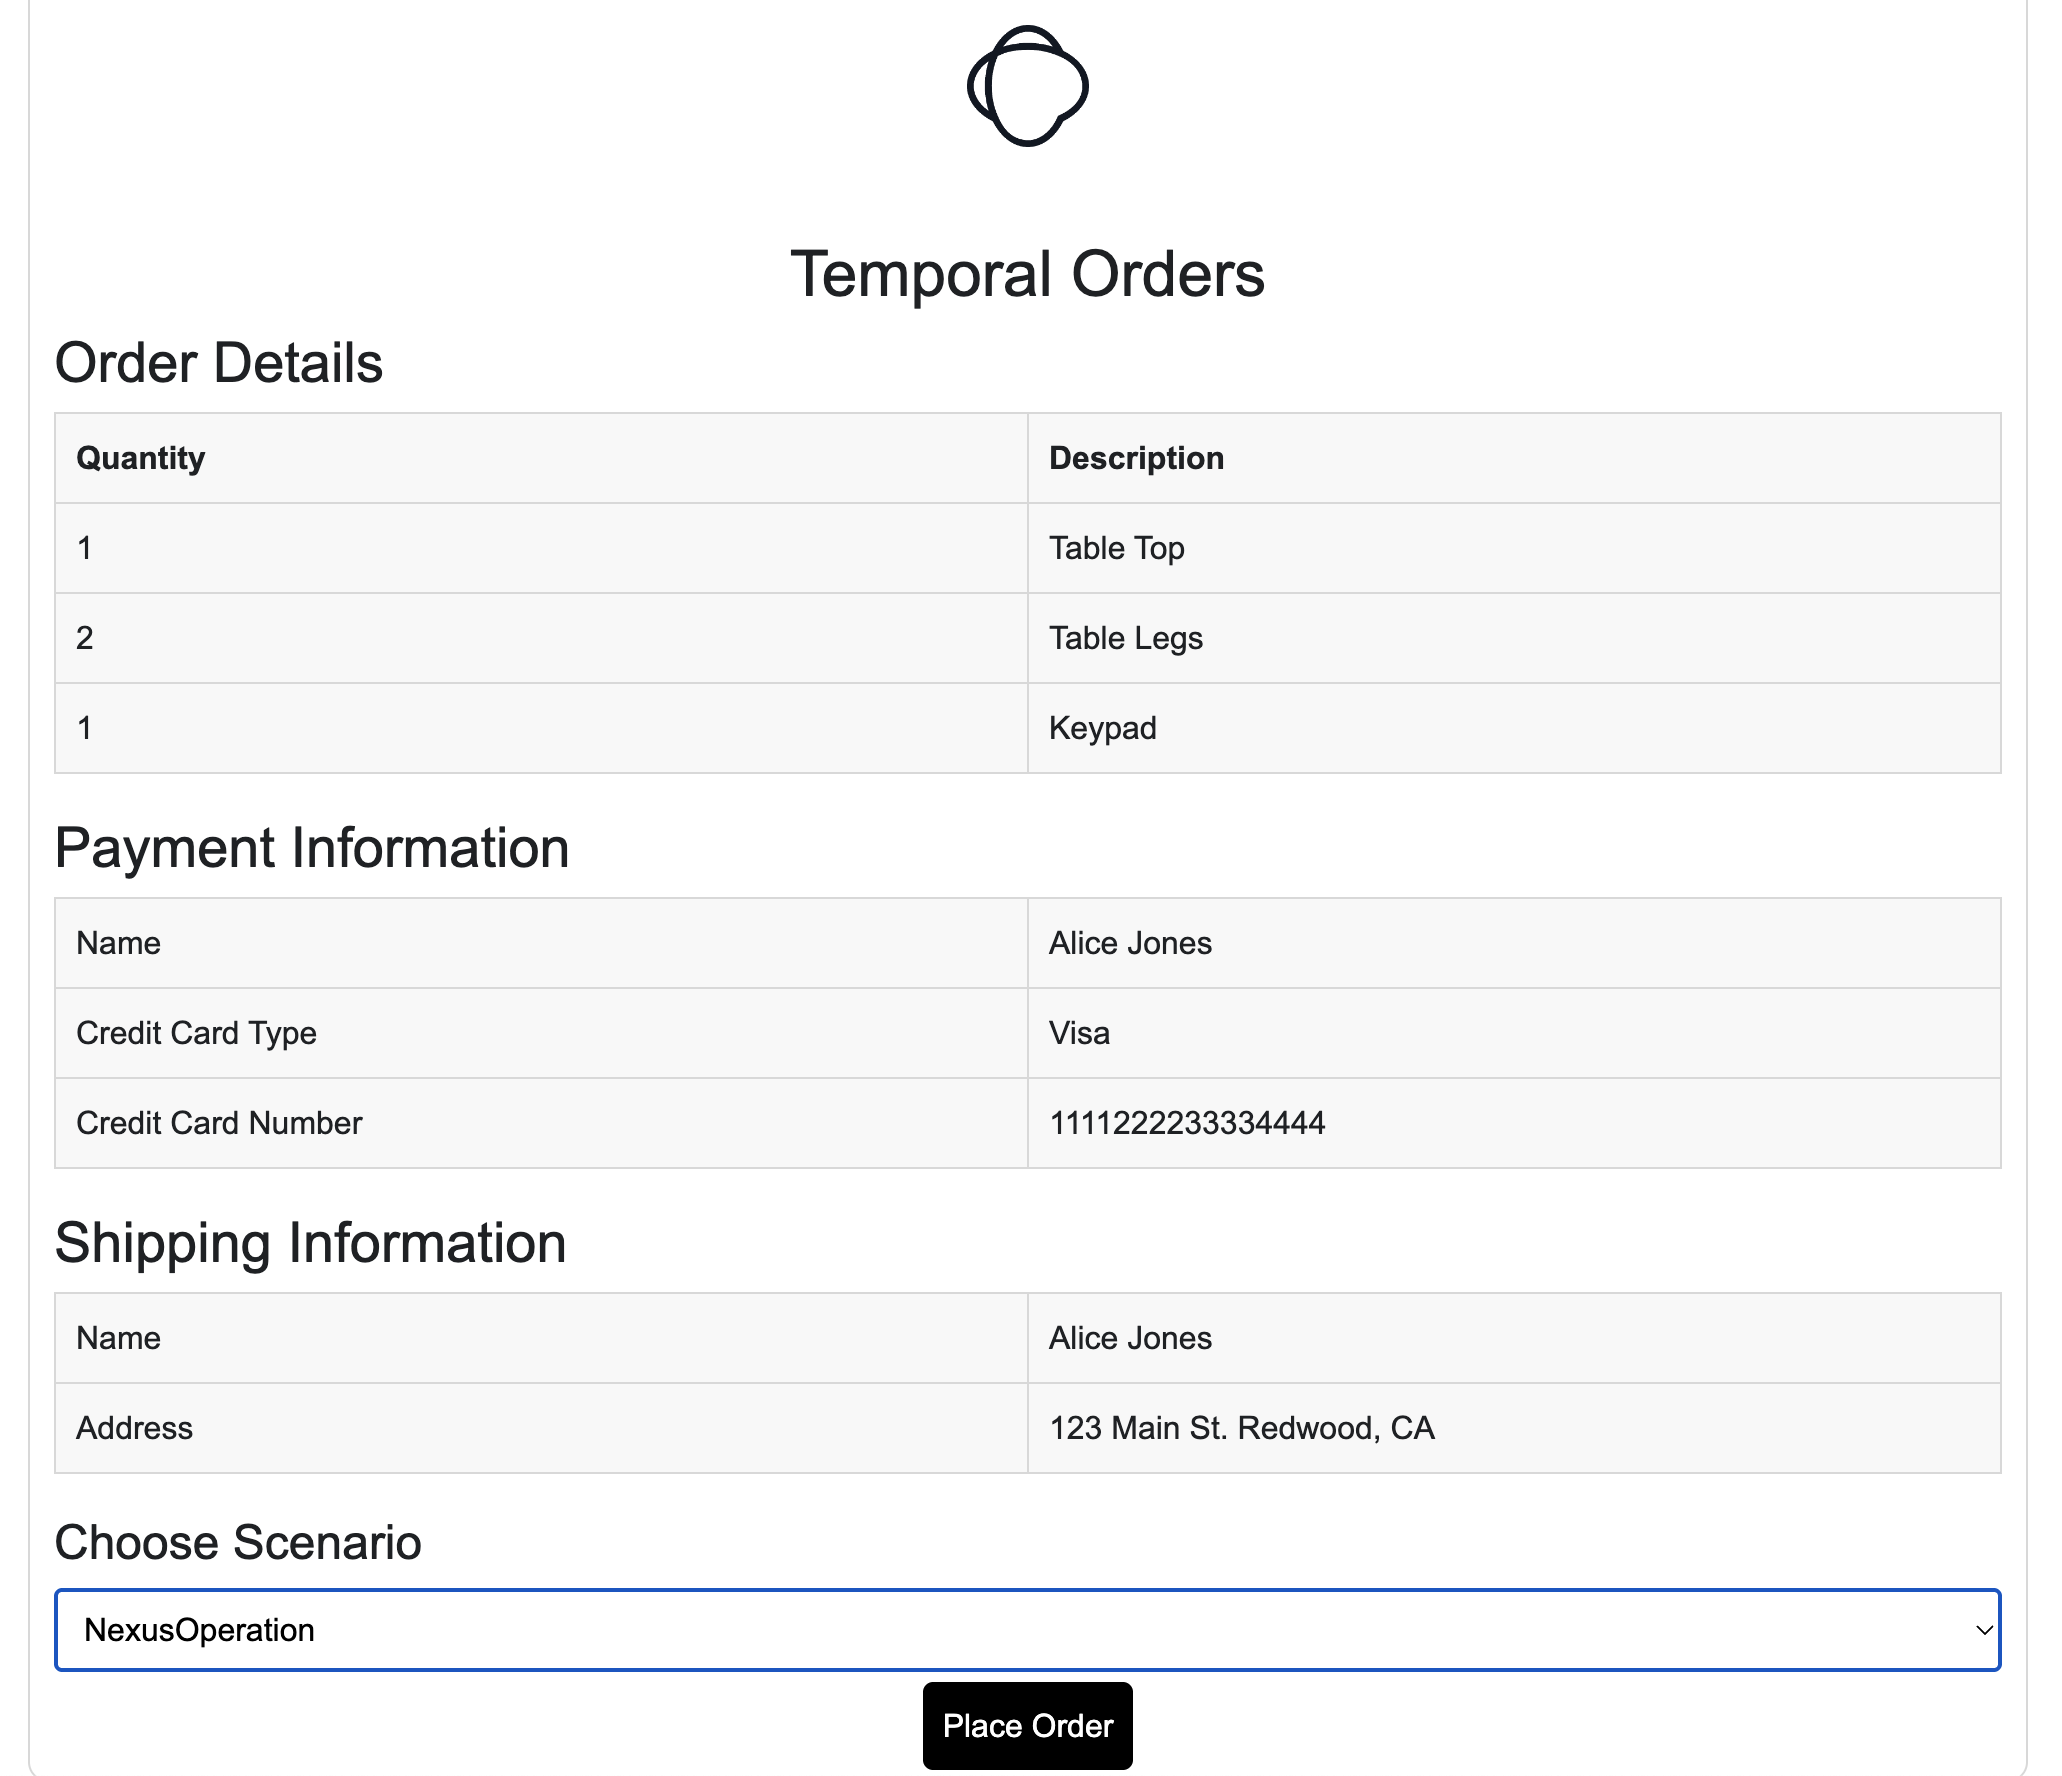 Temporal Orders
Order Details
Quantity Description
1 Table Top
2 Table Legs
1 Keypad
Payment Information
Name Alice Jones
Credit Card Type Visa
Credit Card Number 1111222233334444
Shipping Information
Name Alice Jones
Address 123 Main St. Redwood, CA
Choose Scenario
NexusOperation
Place Order